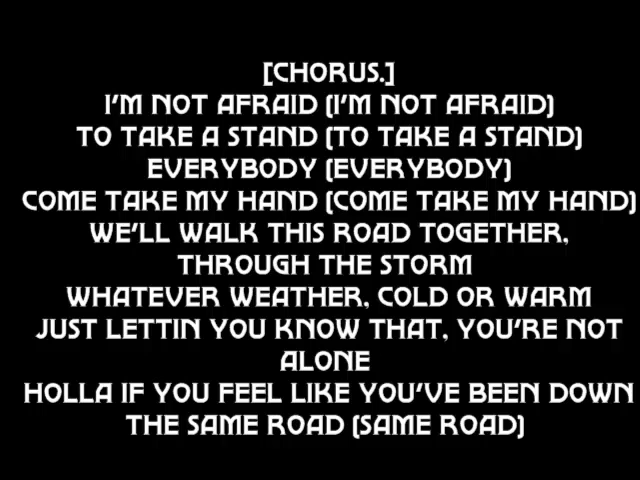 [CHORUS.]
I'M NOT AFRAID (I'M NOT AFRAID)
TO TAKE A STAND (TO TAKE A STAND)
EVERYBODY (EVERYBODY)
COME TAKE MY HAND (COME TAKE MY HAND)
WE'LL WALK THIS ROAD TOGETHER,
THROUGH THE STORM
WHATEVER WEATHER, COLD OR WARM
JUST LETTIN YOU KNOW THAT, YOU'RE NOT
ALONE
HOLLA IF YOU FEEL LIKE YOU'VE BEEN DOWN
THE SAME ROAD (SAME ROAD)